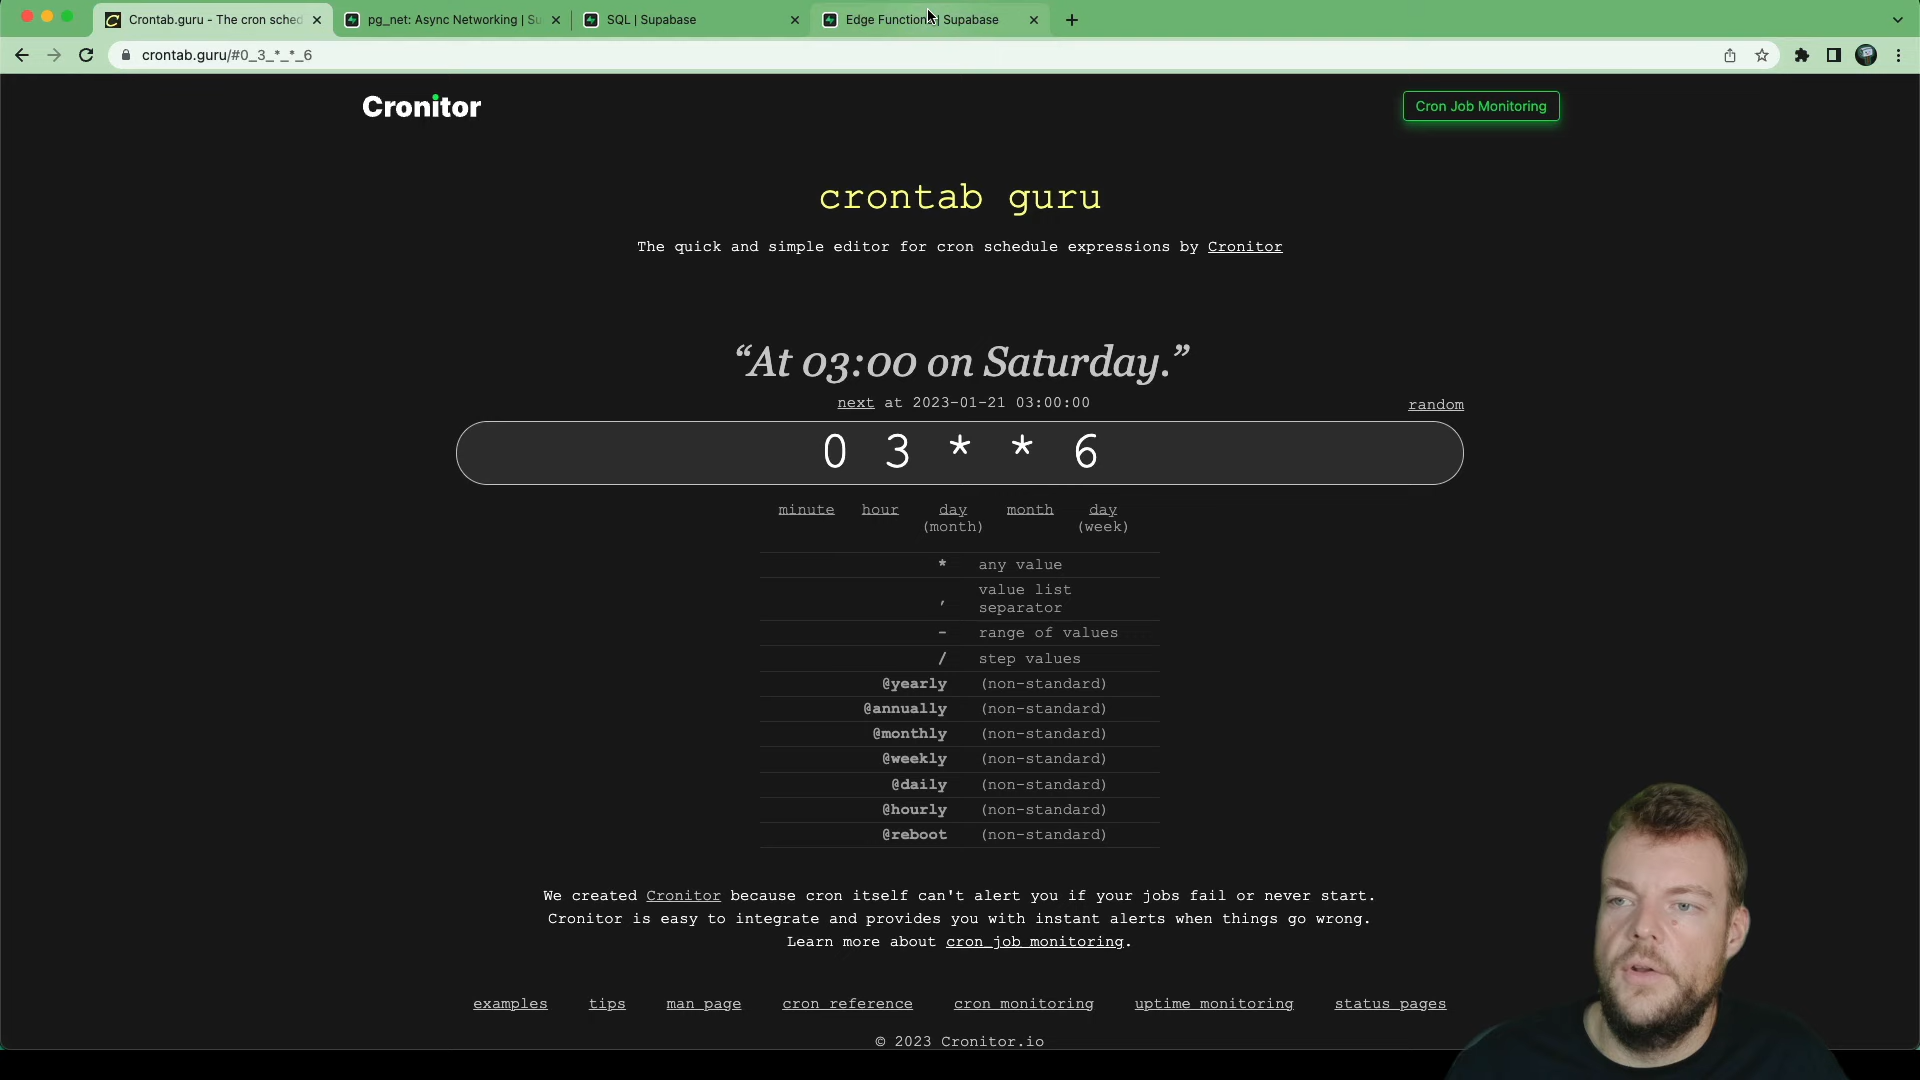 Crontab.guru - The cron sched
pg_net: Async Networking | Su
SQL | Supabase
Edge Function | Supabase
crontab.guru/#0_3_*_*_6
Cronitor
Cron Job Monitoring
crontab guru
The quick and simple editor for cron schedule expressions by Cronitor
“At 03:00 on Saturday.”
next at 2023-01-21 03:00:00
random
0 3 * * 6
minute hour day month day
(month) (week)
* any value
, value list
separator
- range of values
/ step values
@yearly (non-standard)
@annually (non-standard)
@monthly (non-standard)
@weekly (non-standard)
@daily (non-standard)
@hourly (non-standard)
@reboot (non-standard)
We created Cronitor because cron itself can't alert you if your jobs fail or never start.
Cronitor is easy to integrate and provides you with instant alerts when things go wrong.
Learn more about cron job monitoring.
examples tips man page cron reference cron monitoring uptime monitoring status pages
© 2023 Cronitor.io